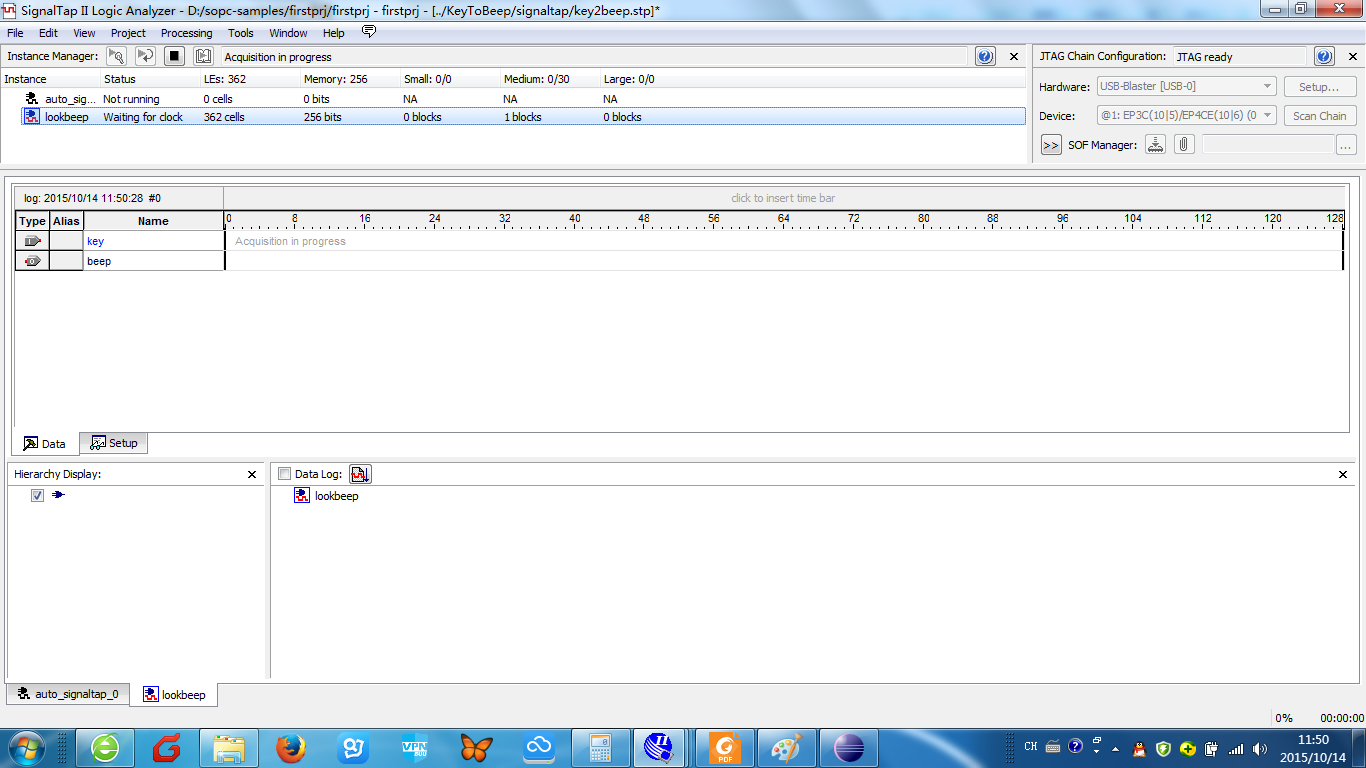 SignalTap II Logic Analyzer - D:/sopc-samples/firstprj/firstprj - firstprj - [../KeyToBeep/signaltap/key2beep.stp]*
File Edit View Project Processing Tools Window Help
Instance Manager: Acquisition in progress
Instance Status LEs: 362 Memory: 256 Small: 0/0 Medium: 0/30 Large: 0/0
auto_sig... Not running 0 cells 0 bits NA NA NA
lookbeep Waiting for clock 362 cells 256 bits 0 blocks 1 blocks 0 blocks
JTAG Chain Configuration: JTAG ready
Hardware: USB-Blaster [USB-0] Setup...
Device: @1: EP3C(10|5)/EP4CE(10|6) (0 Scan Chain
>> SOF Manager: ...
log: 2015/10/14 11:50:28 #0 click to insert time bar
Type Alias Name 0 8 16 24 32 40 48 56 64 72 80 88 96 104 112 120 128
key Acquisition in progress
beep
Data Setup
Hierarchy Display:
Data Log:
lookbeep
auto_signaltap_0 lookbeep
0% 00:00:00
CH
11:50
2015/10/14
VPN
PDF